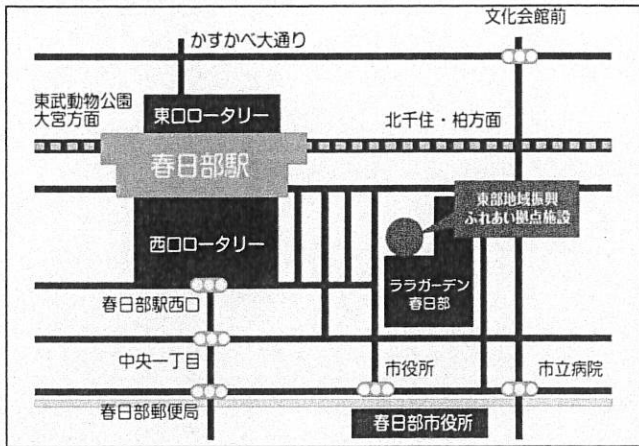 文化会館前
かすかべ大通り
東武動物公園
大宮方面
東口ロータリー
北千住・柏方面
春日部駅
東部地域振興
ふれあい拠点施設
西口ロータリー
ララガーデン
春日部
春日部駅西口
中央一丁目
市役所
市立病院
春日部郵便局
春日部市役所